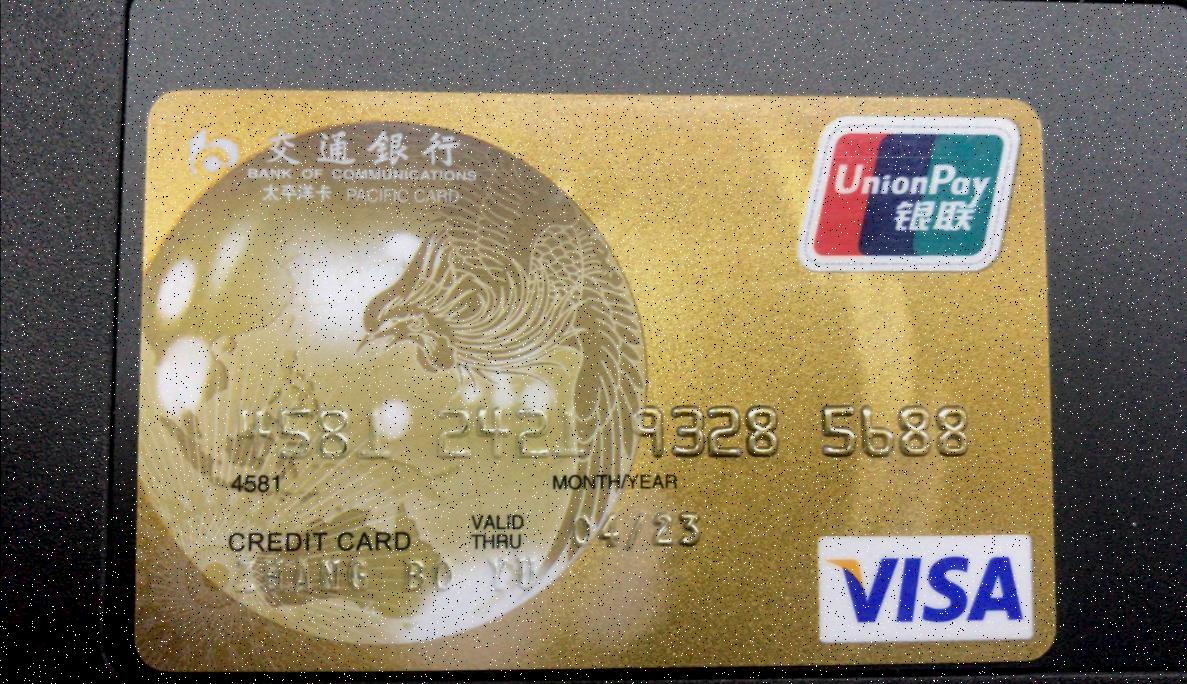 交通銀行
BANK OF COMMUNICATIONS
太平洋卡 PACIFIC CARD
UnionPay
银联
4581 2421 9328 5688
4581
MONTH/YEAR
VALID THRU 04/23
CREDIT CARD
BO YU
VISA